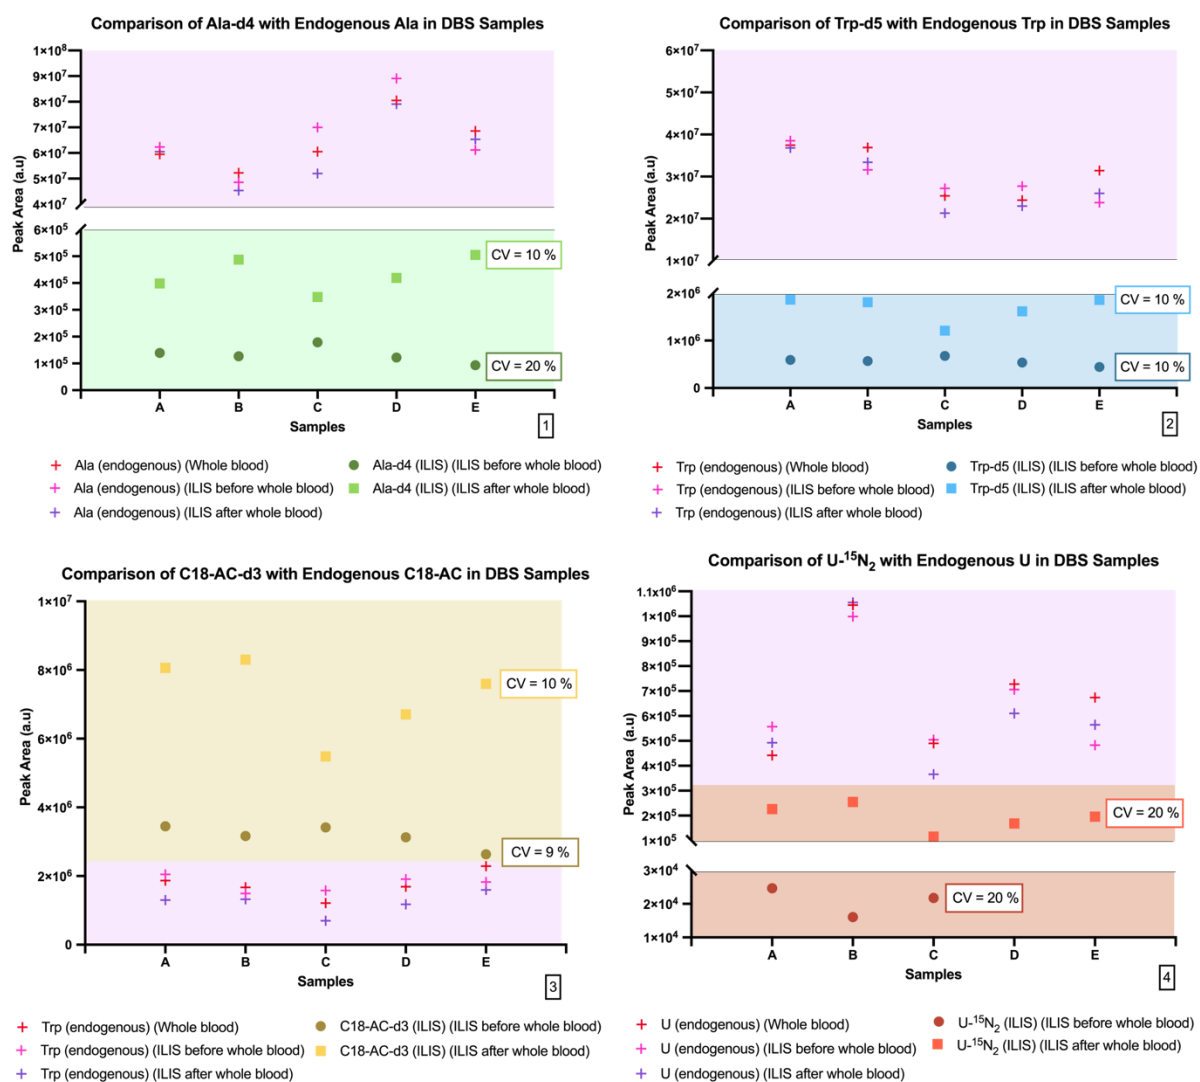 Comparison of Ala-d4 with Endogenous Ala in DBS Samples
Peak Area (a.u)
1×10⁸
9×10⁷
8×10⁷
7×10⁷
6×10⁷
5×10⁷
4×10⁷
6×10⁵
5×10⁵
4×10⁵
3×10⁵
2×10⁵
1×10⁵
0
CV = 10 %
CV = 20 %
A B C D E
Samples
1
+ Ala (endogenous) (Whole blood)
+ Ala (endogenous) (ILIS before whole blood)
+ Ala (endogenous) (ILIS after whole blood)
Ala-d4 (ILIS) (ILIS before whole blood)
Ala-d4 (ILIS) (ILIS after whole blood)
Comparison of Trp-d5 with Endogenous Trp in DBS Samples
Peak Area (a.u)
6×10⁷
5×10⁷
4×10⁷
3×10⁷
2×10⁷
1×10⁷
2×10⁶
1×10⁶
0
CV = 10 %
CV = 10 %
A B C D E
Samples
2
+ Trp (endogenous) (Whole blood)
+ Trp (endogenous) (ILIS before whole blood)
+ Trp (endogenous) (ILIS after whole blood)
Trp-d5 (ILIS) (ILIS before whole blood)
Trp-d5 (ILIS) (ILIS after whole blood)
Comparison of C18-AC-d3 with Endogenous C18-AC in DBS Samples
Peak Area (a.u)
1×10⁷
8×10⁶
6×10⁶
4×10⁶
2×10⁶
0
CV = 10 %
CV = 9 %
A B C D E
Samples
3
+ Trp (endogenous) (Whole blood)
+ Trp (endogenous) (ILIS before whole blood)
+ Trp (endogenous) (ILIS after whole blood)
C18-AC-d3 (ILIS) (ILIS before whole blood)
C18-AC-d3 (ILIS) (ILIS after whole blood)
Comparison of U-¹⁵N₂ with Endogenous U in DBS Samples
Peak Area (a.u)
1.1×10⁶
1×10⁶
9×10⁵
8×10⁵
7×10⁵
6×10⁵
5×10⁵
4×10⁵
3×10⁵
2×10⁵
1×10⁵
3×10⁴
2×10⁴
1×10⁴
CV = 20 %
CV = 20 %
A B C D E
Samples
4
+ U (endogenous) (Whole blood)
+ U (endogenous) (ILIS before whole blood)
+ U (endogenous) (ILIS after whole blood)
U-¹⁵N₂ (ILIS) (ILIS before whole blood)
U-¹⁵N₂ (ILIS) (ILIS after whole blood)